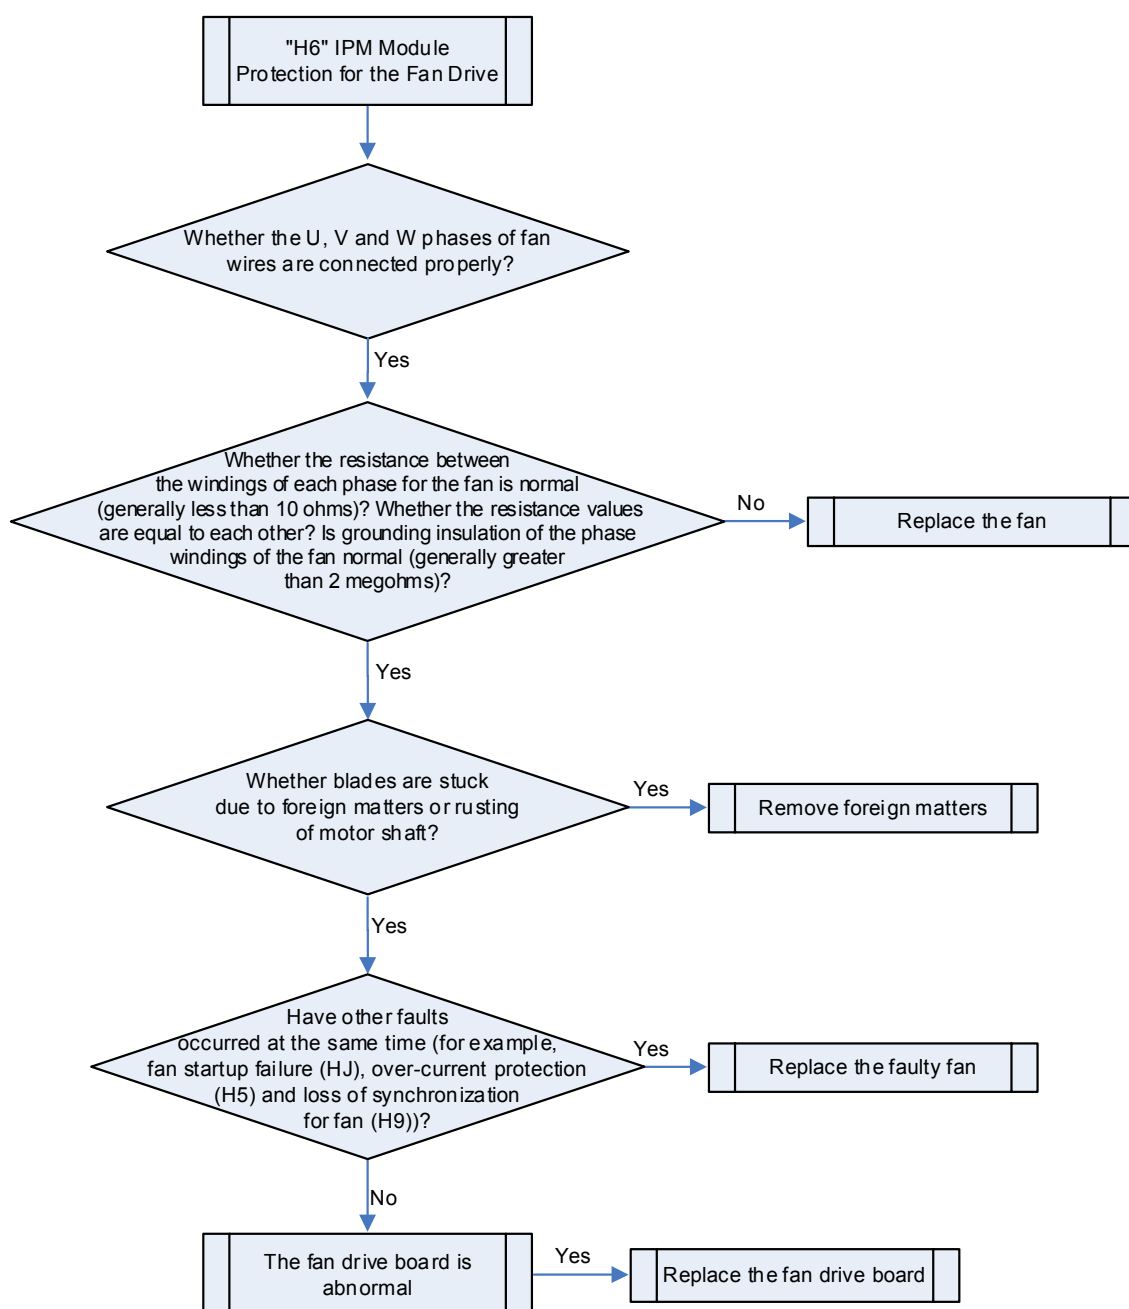 "H6" IPM Module
Protection for the Fan Drive
Whether the U, V and W phases of fan
wires are connected properly?
Yes
Whether the resistance between
the windings of each phase for the fan is normal
(generally less than 10 ohms)? Whether the resistance values
are equal to each other? Is grounding insulation of the phase
windings of the fan normal (generally greater
than 2 megohms)?
No
Replace the fan
Yes
Whether blades are stuck
due to foreign matters or rusting
of motor shaft?
Yes
Remove foreign matters
Yes
Have other faults
occurred at the same time (for example,
fan startup failure (HJ), over-current protection
(H5) and loss of synchronization
for fan (H9))?
Yes
Replace the faulty fan
No
The fan drive board is
abnormal
Yes
Replace the fan drive board